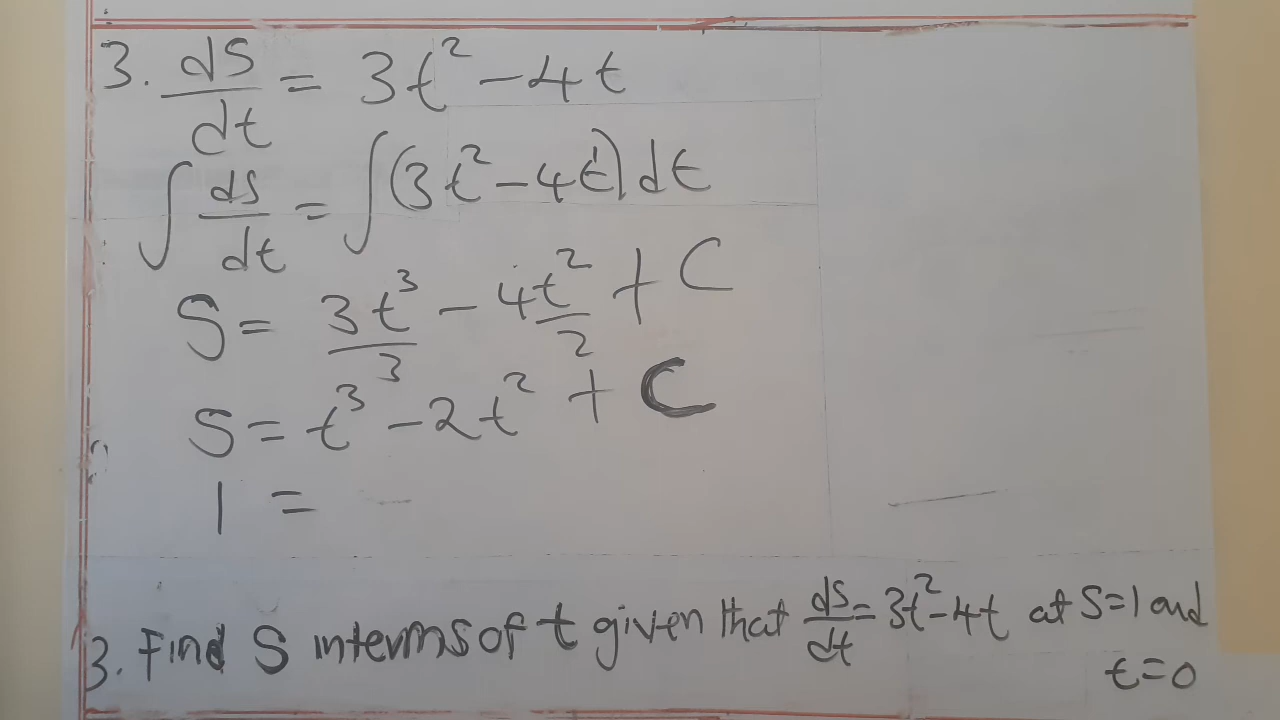 3. dS/dt = 3t² - 4t
∫ ds/dt = ∫(3t² - 4t) dt
S = 3t³/3 - 4t²/2 + C
S = t³ - 2t² + C
1 =
3. Find S interms of t given that ds/dt = 3t² - 4t at S=1 and
t=0